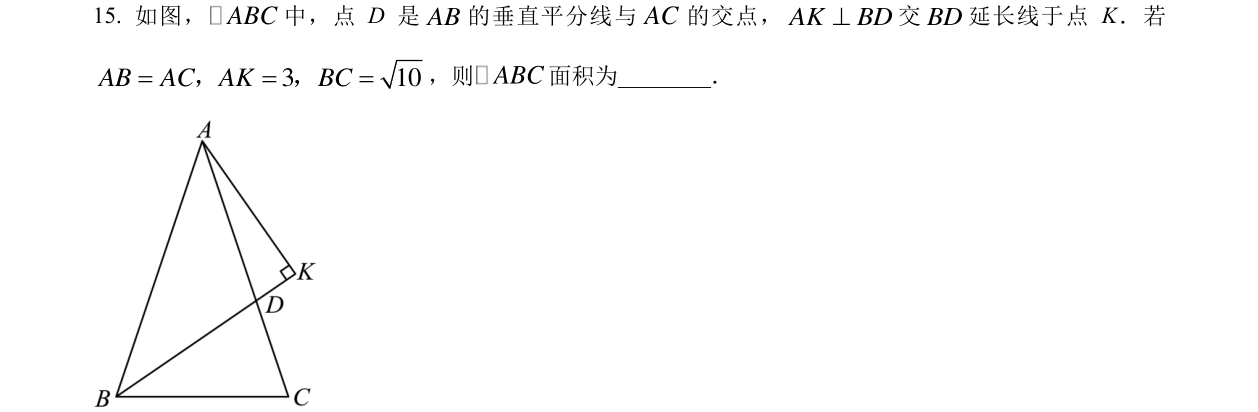 15. 如图，▯ABC 中，点 D 是 AB 的垂直平分线与 AC 的交点，AK ⊥ BD 交 BD 延长线于点 K．若
AB = AC，AK = 3，BC = √10，则▯ABC 面积为________．
A
K
D
B
C